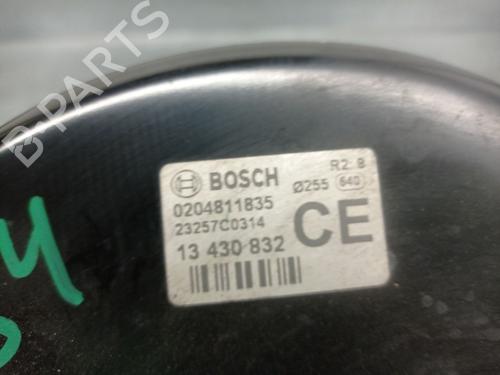 BOSCH
R2. 8
0204811835
Ø255 640
23257C0314
13 430 832
CE
B-PARTS